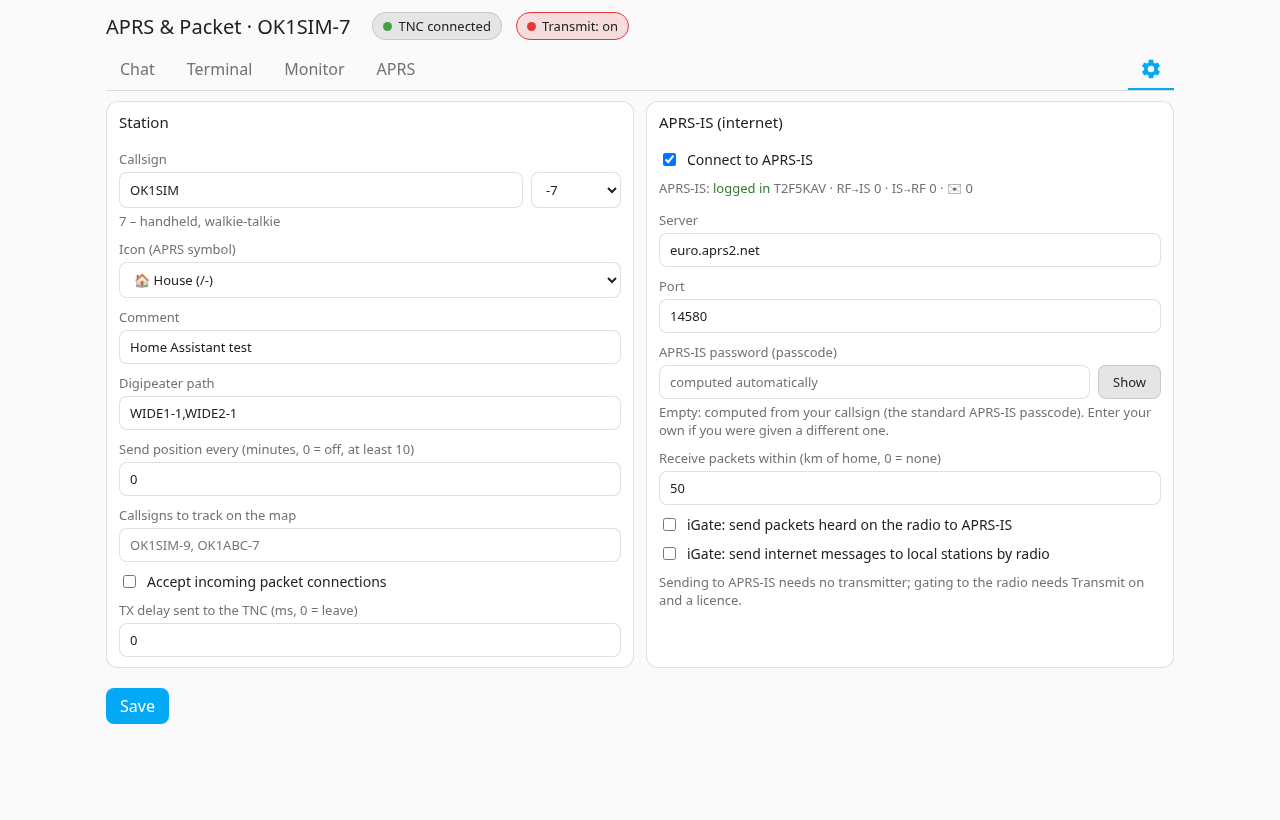 APRS & Packet · OK1SIM-7
TNC connected
Transmit: on
Chat
Terminal
Monitor
APRS
Station
Callsign
OK1SIM
-7
7 – handheld, walkie-talkie
Icon (APRS symbol)
🏠 House (/-)
Comment
Home Assistant test
Digipeater path
WIDE1-1,WIDE2-1
Send position every (minutes, 0 = off, at least 10)
0
Callsigns to track on the map
OK1SIM-9, OK1ABC-7
Accept incoming packet connections
TX delay sent to the TNC (ms, 0 = leave)
0
APRS-IS (internet)
Connect to APRS-IS
APRS-IS: logged in T2F5KAV · RF→IS 0 · IS→RF 0 · ✉ 0
Server
euro.aprs2.net
Port
14580
APRS-IS password (passcode)
computed automatically
Show
Empty: computed from your callsign (the standard APRS-IS passcode). Enter your
own if you were given a different one.
Receive packets within (km of home, 0 = none)
50
iGate: send packets heard on the radio to APRS-IS
iGate: send internet messages to local stations by radio
Sending to APRS-IS needs no transmitter; gating to the radio needs Transmit on
and a licence.
Save